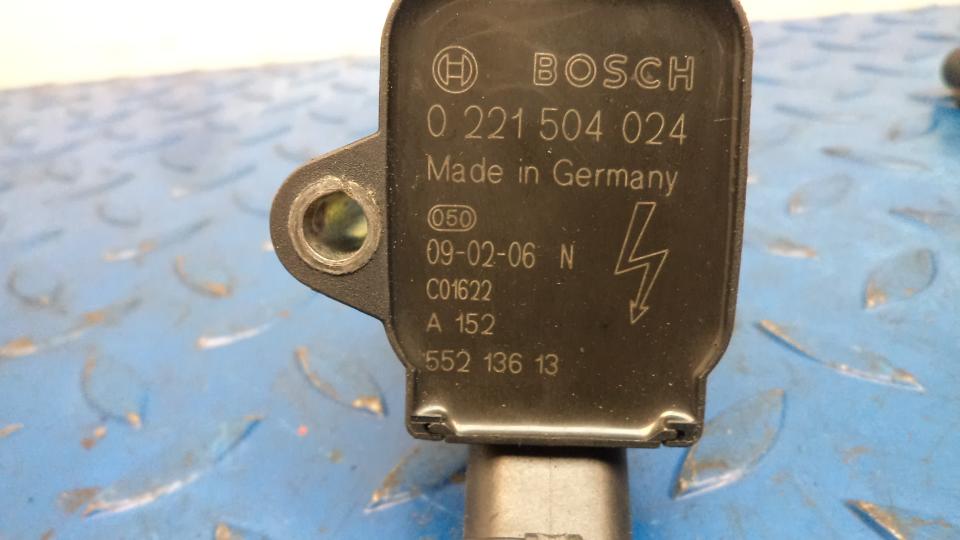 BOSCH
0 221 504 024
Made in Germany
050
09-02-06 N
C01622
A 152
552 136 13